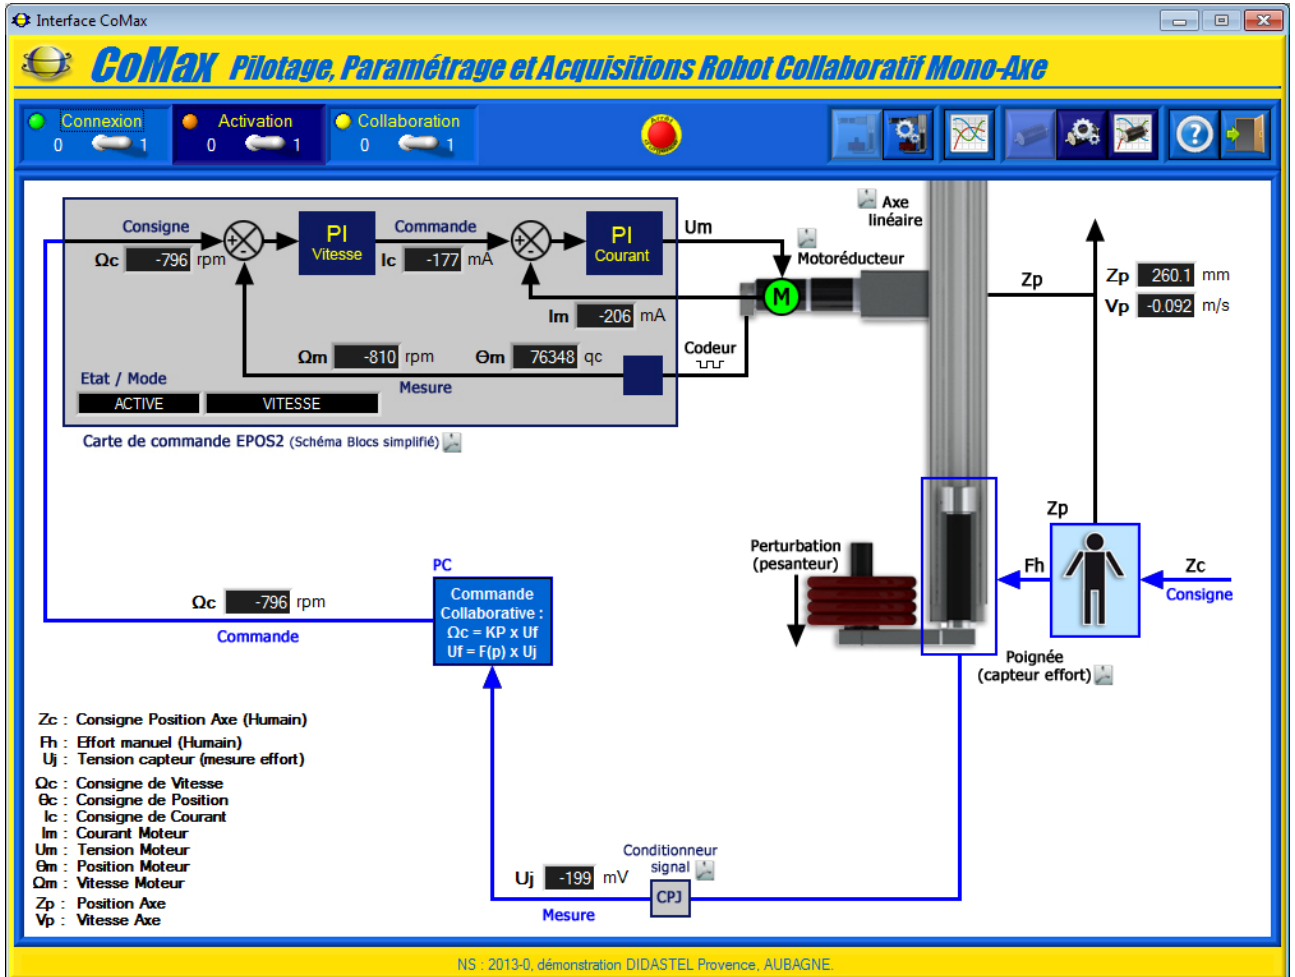 Interface CoMax
CoMax Pilotage, Paramétrage et Acquisitions Robot Collaboratif Mono-Axe
Connexion
0 1
Activation
0 1
Collaboration
0 1
Consigne
Ωc -796 rpm
PI
Vitesse
Commande
Ic -177 mA
PI
Courant
Um
Im -206 mA
Ωm -810 rpm
Θm 76348 qc
Mesure
Etat / Mode
ACTIVE
VITESSE
Carte de commande EPOS2 (Schéma Blocs simplifié)
Codeur
M
Motoréducteur
Axe
linéaire
Zp
Zp 260.1 mm
Vp -0.092 m/s
Zp
Fh
Zc
Consigne
Perturbation
(pesanteur)
Poignée
(capteur effort)
PC
Commande
Collaborative :
Ωc = KP x Uf
Uf = F(p) x Uj
Ωc -796 rpm
Commande
Conditionneur
signal
CPJ
Uj -199 mV
Mesure
Zc : Consigne Position Axe (Humain)
Fh : Effort manuel (Humain)
Uj : Tension capteur (mesure effort)
Ωc : Consigne de Vitesse
Θc : Consigne de Position
Ic : Consigne de Courant
Im : Courant Moteur
Um : Tension Moteur
Θm : Position Moteur
Ωm : Vitesse Moteur
Zp : Position Axe
Vp : Vitesse Axe
NS : 2013-0, démonstration DIDASTEL Provence, AUBAGNE.